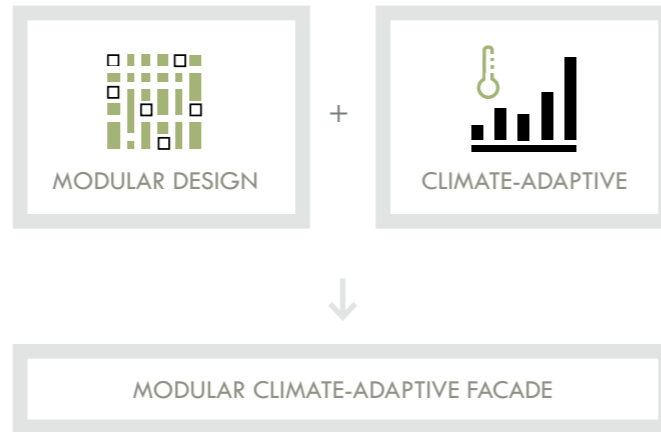 MODULAR DESIGN
+
CLIMATE-ADAPTIVE
MODULAR CLIMATE-ADAPTIVE FACADE